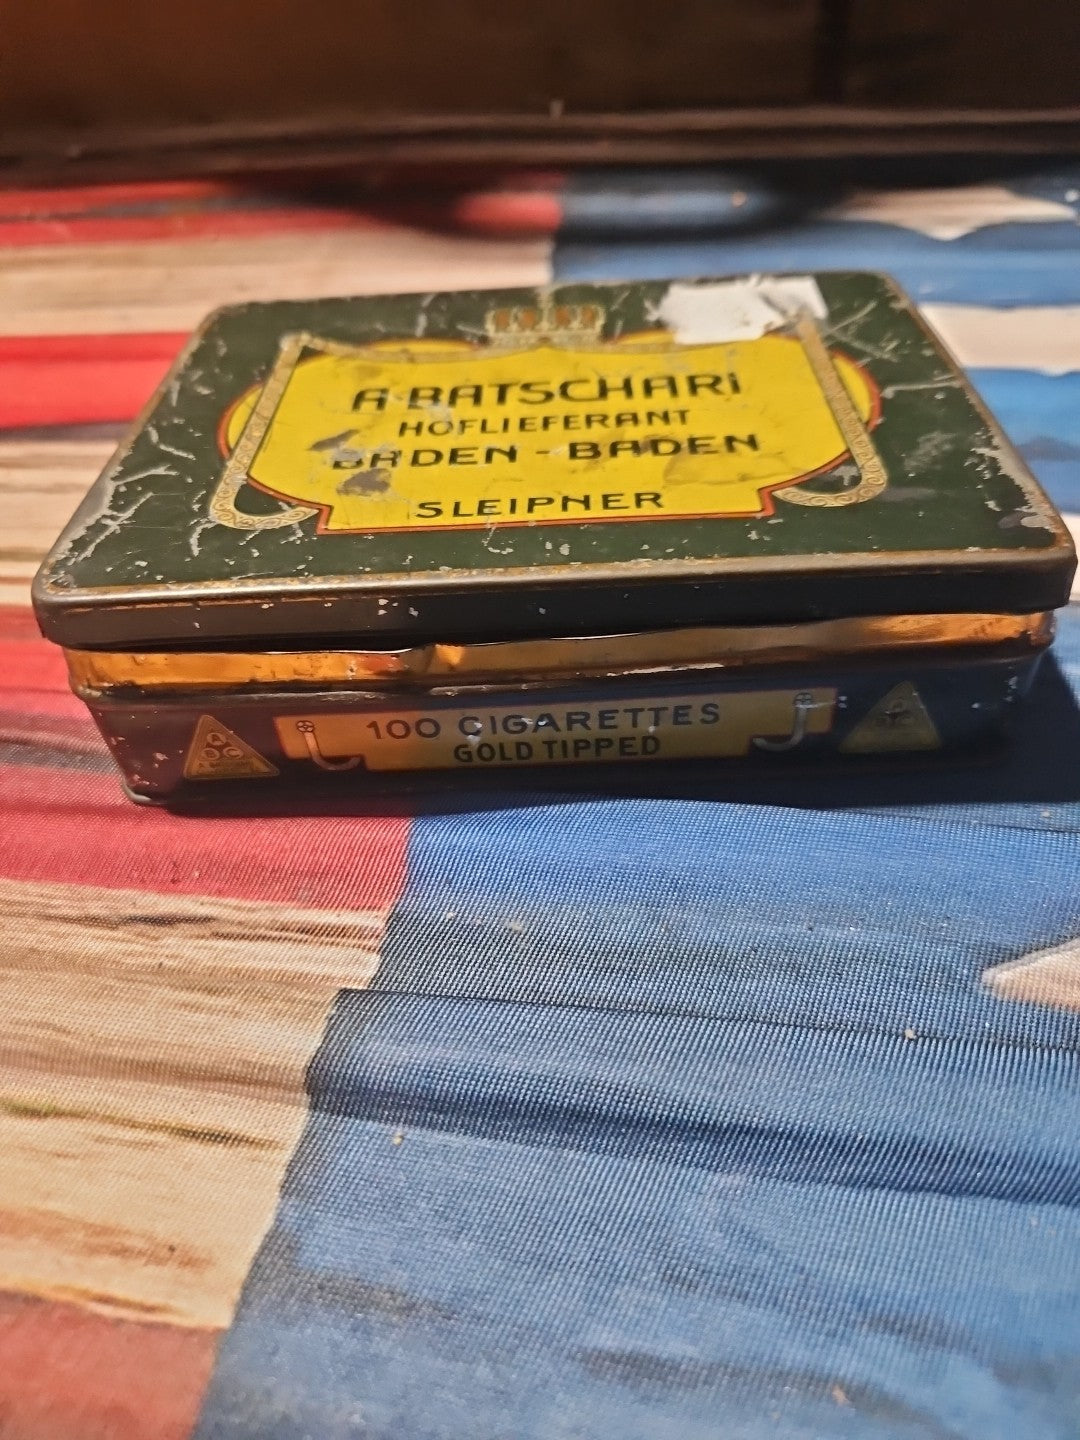 A·BATSCHARI
HOFLIEFERANT
BADEN-BADEN
SLEIPNER
100 CIGARETTES
GOLD TIPPED
A
B C
A
B C